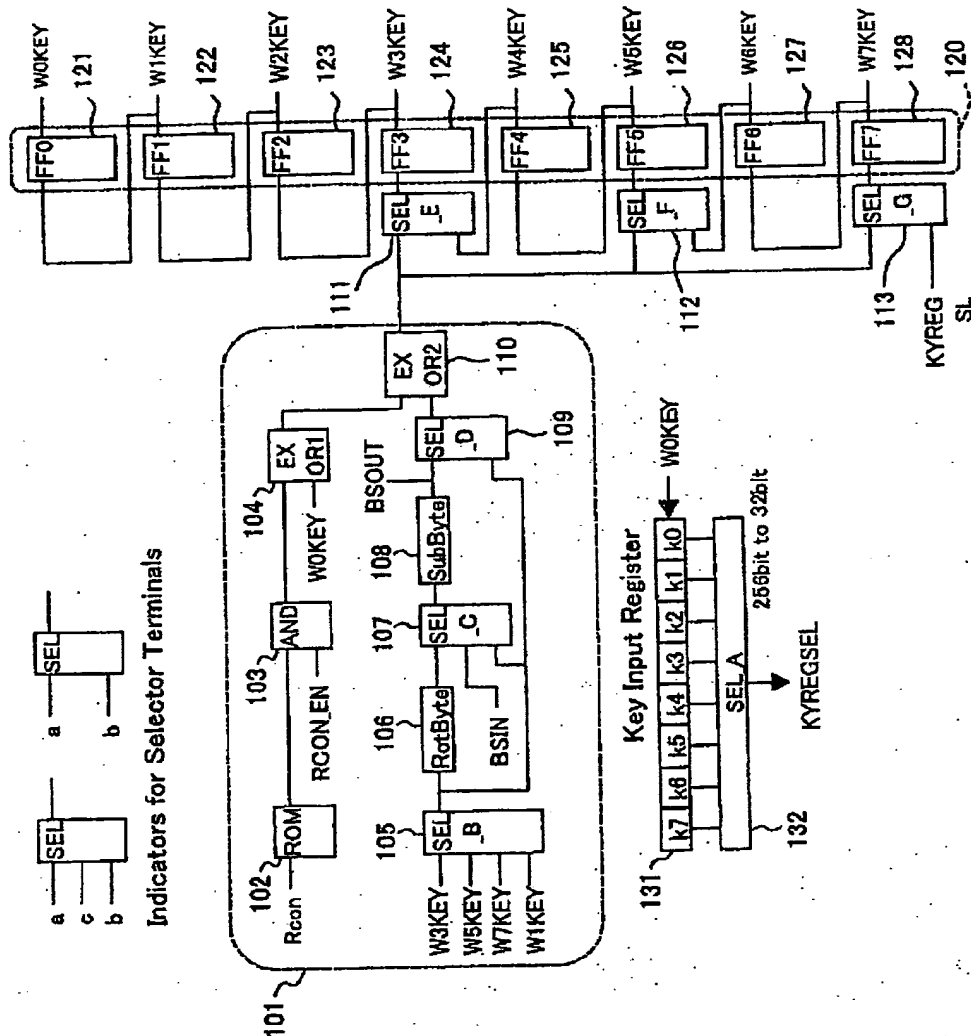 a
c
b
SEL
a
b
SEL
Indicators for Selector Terminals
101
Rcon
102
ROM
103
AND
RCON_EN
104
EX
OR1
W0KEY
W3KEY
W5KEY
W7KEY
W1KEY
105
SEL
_B
106
RotByte
BSIN
107
SEL
_C
108
SubByte
BSOUT
SEL
_D
109
EX
OR2
110
111
SEL
_E
112
SEL
_F
113
SEL
_G
KYREG
SL
FF0
W0KEY
121
FF1
W1KEY
122
FF2
W2KEY
123
FF3
W3KEY
124
FF4
W4KEY
125
FF5
W5KEY
126
FF6
W6KEY
127
FF7
W7KEY
128
120
Key Input Register
131
k7 k6 k5 k4 k3 k2 k1 k0
W0KEY
SEL_A
132
256bit to 32bit
KYREGSEL